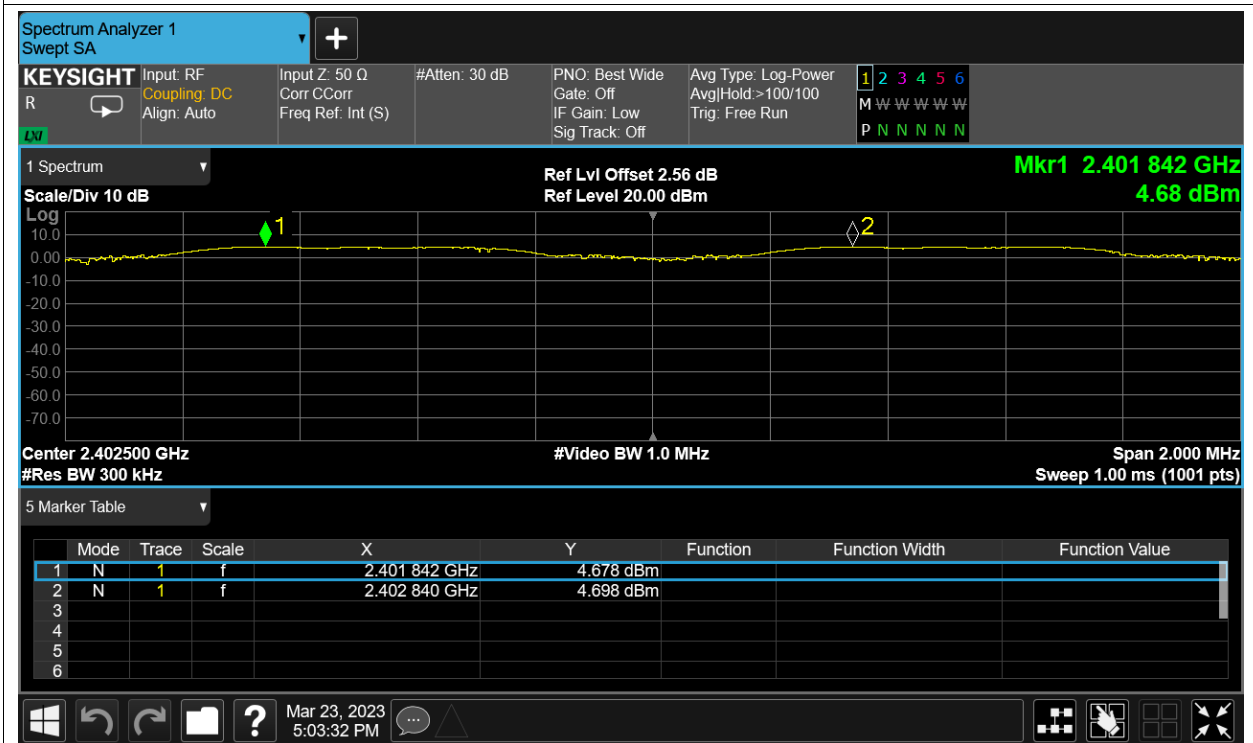 Spectrum Analyzer 1
Swept SA
+
KEYSIGHT
R
LXI
Input: RF
Coupling: DC
Align: Auto
Input Z: 50 Ω
Corr CCorr
Freq Ref: Int (S)
#Atten: 30 dB
PNO: Best Wide
Gate: Off
IF Gain: Low
Sig Track: Off
Avg Type: Log-Power
Avg|Hold:>100/100
Trig: Free Run
1 2 3 4 5 6
M W W W W W
P N N N N N
1 Spectrum
Scale/Div 10 dB
Ref Lvl Offset 2.56 dB
Ref Level 20.00 dBm
Mkr1 2.401 842 GHz
4.68 dBm
Log
10.0
0.00
-10.0
-20.0
-30.0
-40.0
-50.0
-60.0
-70.0
1
2
Center 2.402500 GHz #Video BW 1.0 MHz Span 2.000 MHz
#Res BW 300 kHz Sweep 1.00 ms (1001 pts)
5 Marker Table
Mode Trace Scale X Y Function Function Width Function Value
1 N 1 f 2.401 842 GHz 4.678 dBm
2 N 1 f 2.402 840 GHz 4.698 dBm
3
4
5
6
?
Mar 23, 2023
5:03:32 PM